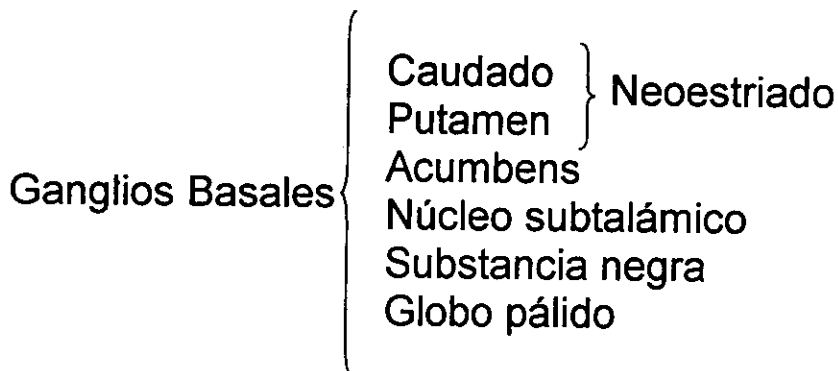 Caudado
Putamen
Neoestriado
Acumbens
Ganglios Basales
Núcleo subtalámico
Substancia negra
Globo pálido